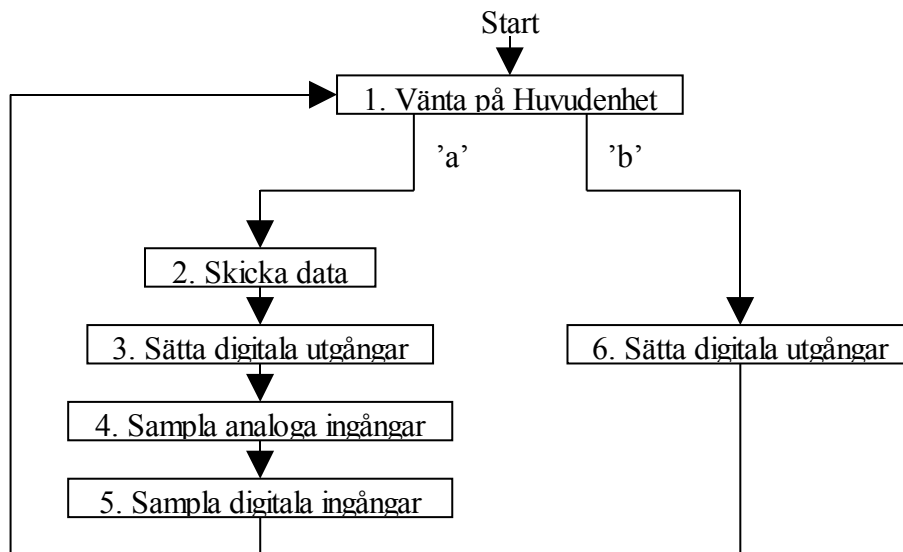 Start
1. Vänta på Huvudenhet
’a’ ’b’
2. Skicka data
3. Sätta digitala utgångar 6. Sätta digitala utgångar
4. Sampla analoga ingångar
5. Sampla digitala ingångar